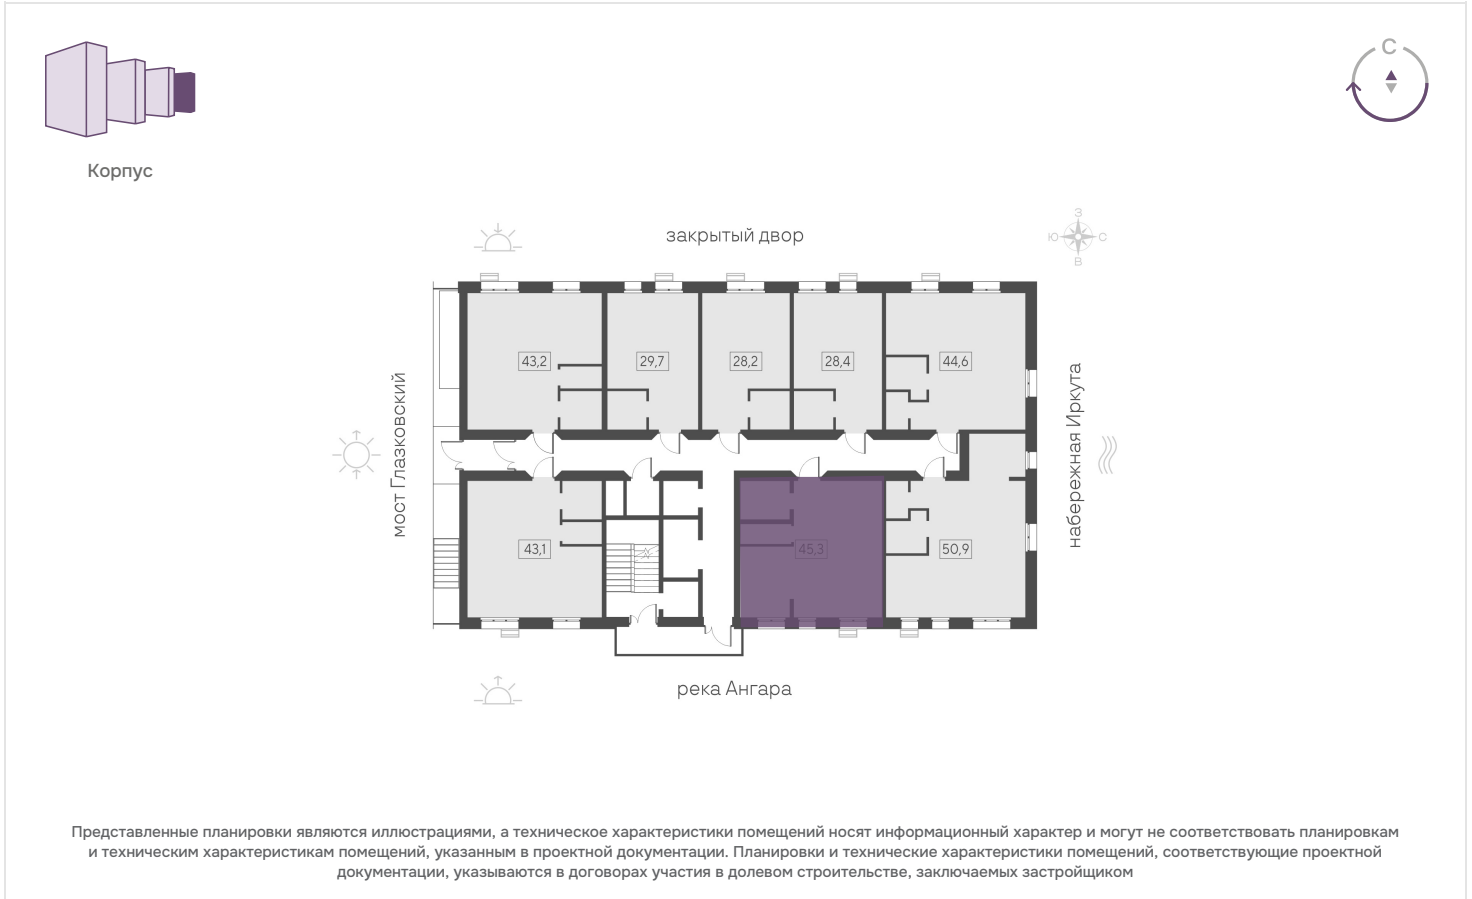 С
Корпус
закрытый двор
З
Ю
С
В
43,2
29,7
28,2
28,4
44,6
мост Глазковский
набережная Иркута
43,1
45,3
50,9
река Ангара
Представленные планировки являются иллюстрациями, а техническое характеристики помещений носят информационный характер и могут не соответствовать планировкам
и техническим характеристикам помещений, указанным в проектной документации. Планировки и технические характеристики помещений, соответствующие проектной
документации, указываются в договорах участия в долевом строительстве, заключаемых застройщиком